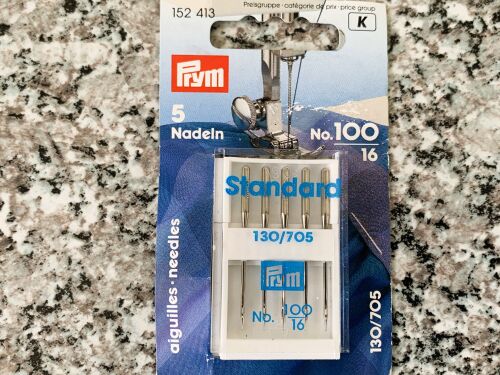 152 413
Preisgruppe · catégorie de prix · price group
K
Prym
5
Nadeln
No. 100
16
Standard
130/705
Prym
No. 100
16
aiguilles · needles
130/705